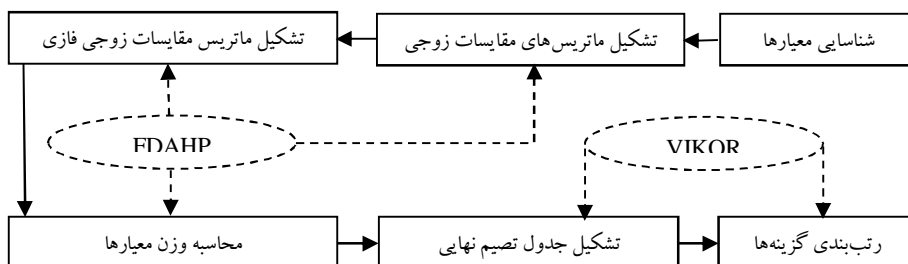 شناسایی معیارها
تشکیل ماتریس‌های مقایسات زوجی
تشکیل ماتریس مقایسات زوجی فازی
FDAHP
VIKOR
محاسبه وزن معیارها
تشکیل جدول تصیم نهایی
رتب‌بندی گزینه‌ها